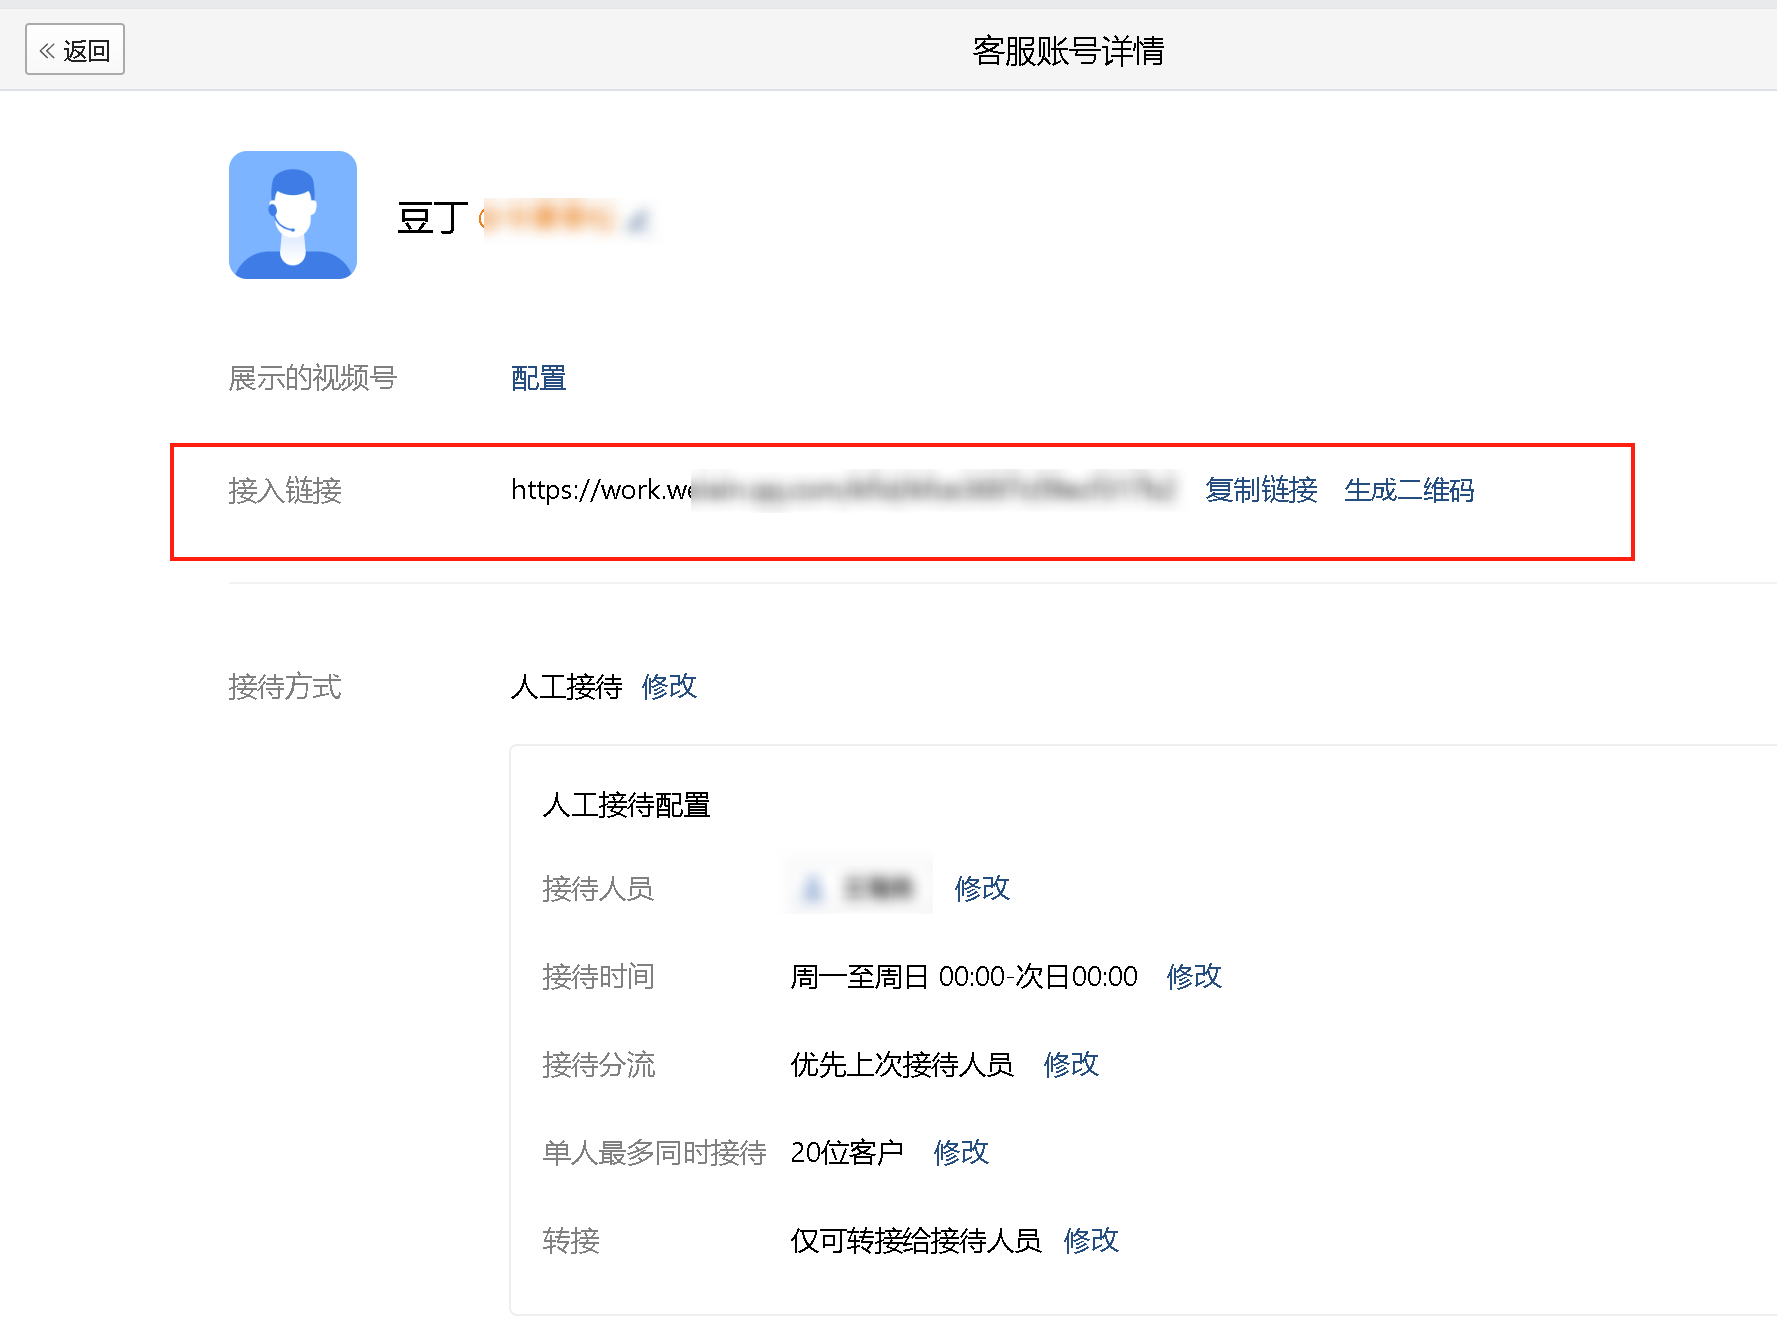 « 返回
客服账号详情
豆丁
展示的视频号 配置
接入链接 https://work.we 复制链接 生成二维码
接待方式 人工接待 修改
人工接待配置
接待人员 修改
接待时间 周一至周日 00:00-次日00:00 修改
接待分流 优先上次接待人员 修改
单人最多同时接待 20位客户 修改
转接 仅可转接给接待人员 修改